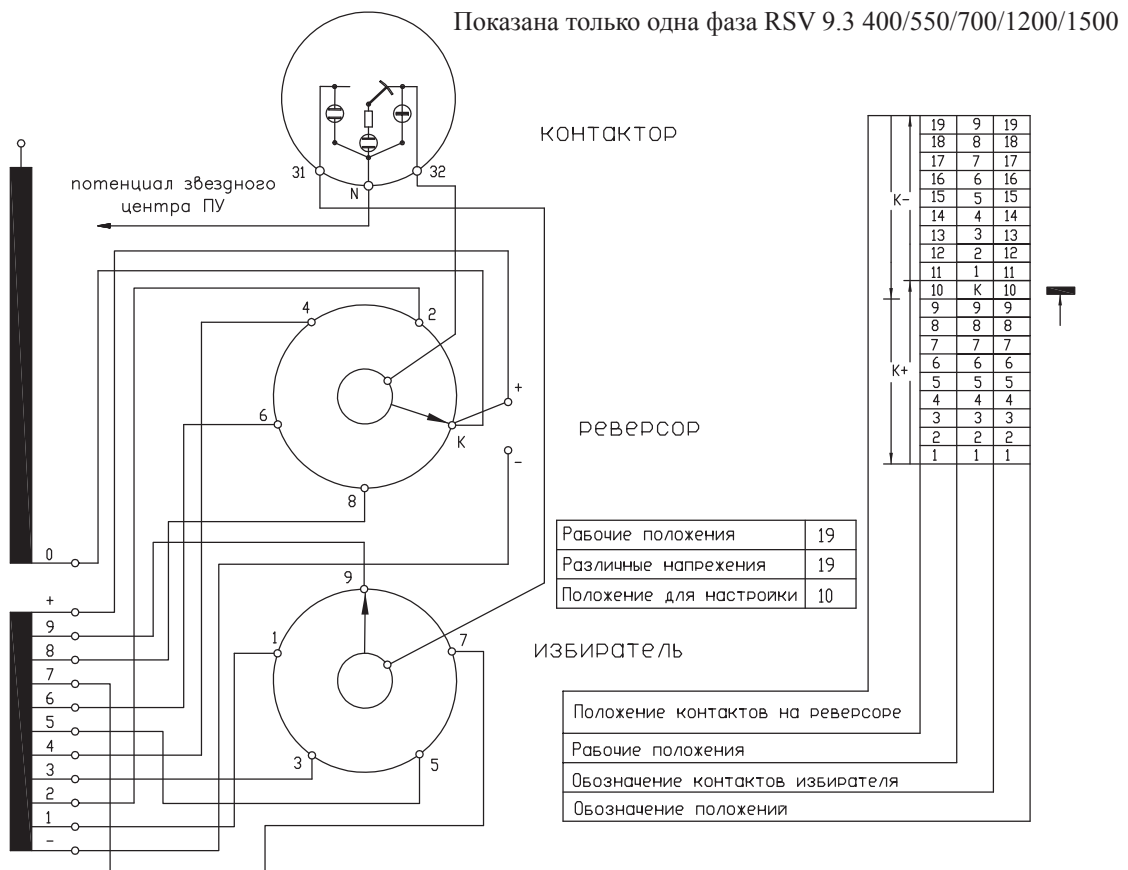 Показана только одна фаза RSV 9.3 400/550/700/1200/1500
контактор
31
N
32
потенциал звездного
центра ПУ
4
2
6
K
8
+
-
реверсор
0
+
9
8
7
6
5
4
3
2
1
-
9
1
7
3
5
избиратель
Рабочие положения 19
Различные напрежения 19
Положение для настройки 10
K-
K+
19 9 19
18 8 18
17 7 17
16 6 16
15 5 15
14 4 14
13 3 13
12 2 12
11 1 11
10 K 10
9 9 9
8 8 8
7 7 7
6 6 6
5 5 5
4 4 4
3 3 3
2 2 2
1 1 1
Положение контактов на реверсоре
Рабочие положения
Обозначение контактов избирателя
Обозначение положений